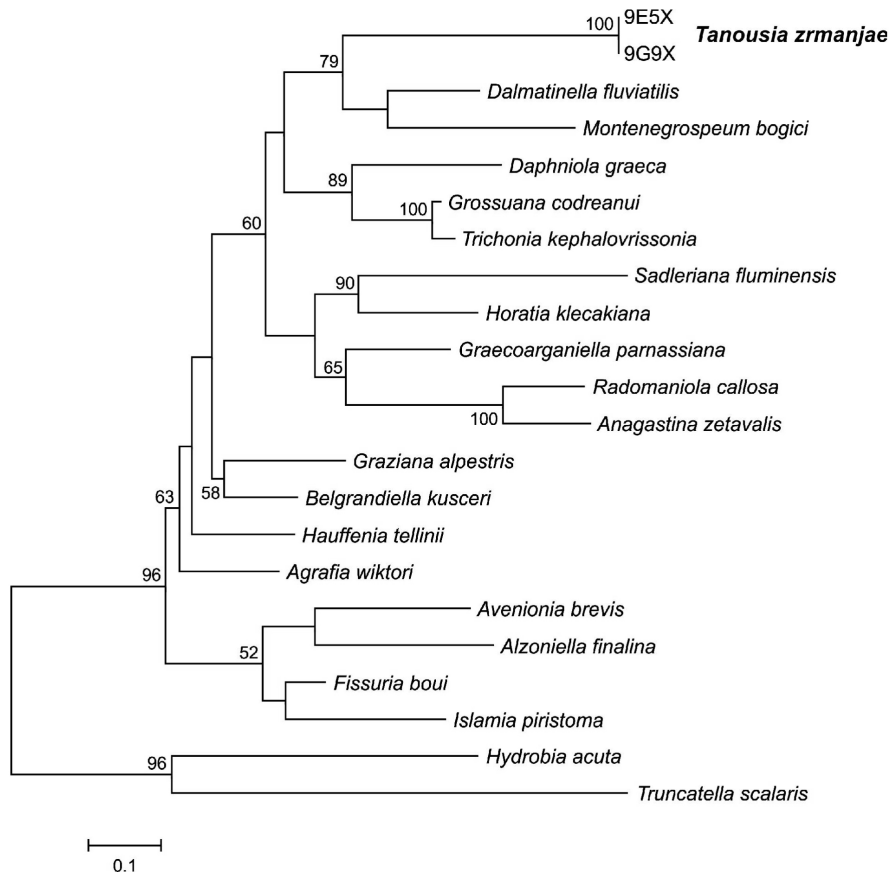 100 9E5X
Tanousia zrmanjae
9G9X
79
Dalmatinella fluviatilis
Montenegrospeum bogici
Daphniola graeca
89
100 Grossuana codreanui
Trichonia kephalovrissonia
60
Sadleriana fluminensis
90
Horatia klecakiana
Graecoarganiella parnassiana
65
Radomaniola callosa
100
Anagastina zetavalis
Graziana alpestris
58 Belgrandiella kusceri
63
Hauffenia tellinii
Agrafia wiktori
96
Avenionia brevis
Alzoniella finalina
52
Fissuria boui
Islamia piristoma
Hydrobia acuta
96
Truncatella scalaris
0.1